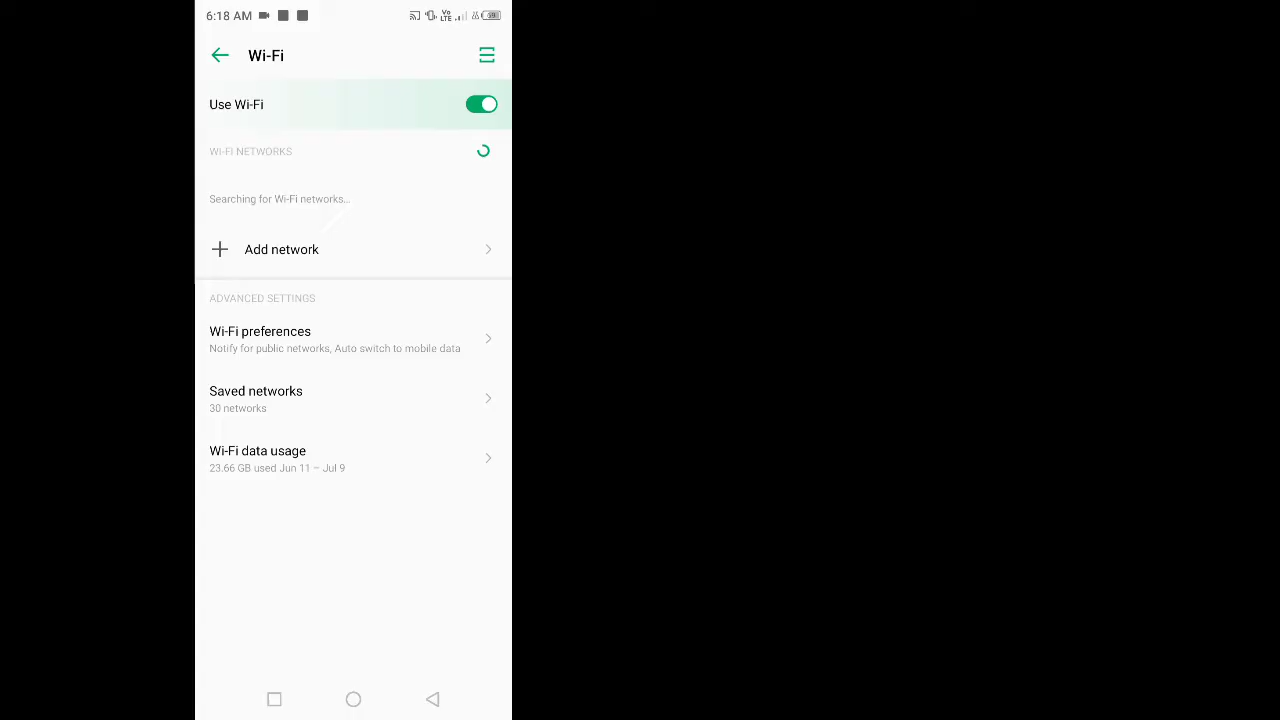 6:18 AM
Vo
LTE
Wi-Fi
Use Wi-Fi
WI-FI NETWORKS
Searching for Wi-Fi networks...
Add network
ADVANCED SETTINGS
Wi-Fi preferences
Notify for public networks, Auto switch to mobile data
Saved networks
30 networks
Wi-Fi data usage
23.66 GB used Jun 11 – Jul 9